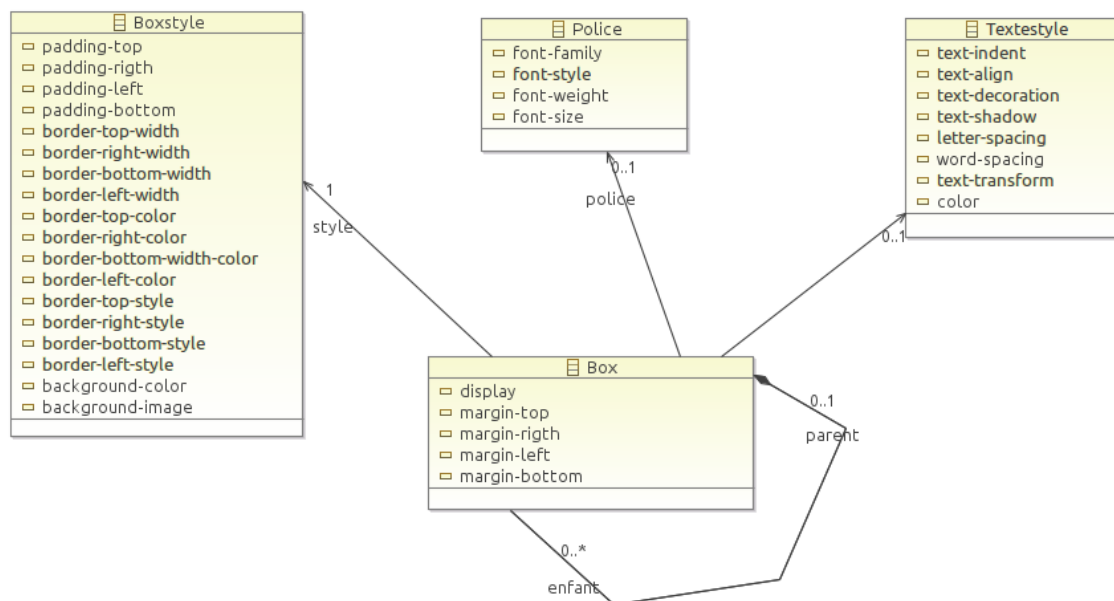 Boxstyle
padding-top
padding-rigth
padding-left
padding-bottom
border-top-width
border-right-width
border-bottom-width
border-left-width
border-top-color
border-right-color
border-bottom-width-color
border-left-color
border-top-style
border-right-style
border-bottom-style
border-left-style
background-color
background-image
Police
font-family
font-style
font-weight
font-size
Textestyle
text-indent
text-align
text-decoration
text-shadow
letter-spacing
word-spacing
text-transform
color
1
style
0..1
police
0..1
Box
display
margin-top
margin-rigth
margin-left
margin-bottom
0..1
parent
0..*
enfant